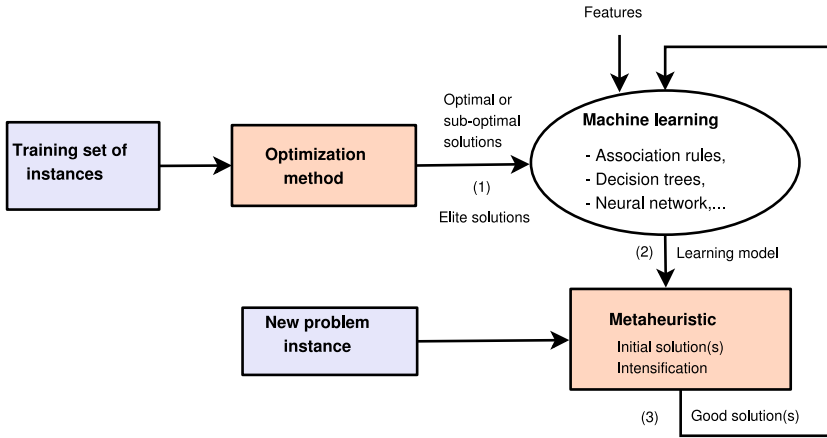 Features
Optimal or
sub-optimal
solutions
Machine learning
Training set of
instances
Optimization
method
- Association rules,
- Decision trees,
- Neural network,...
(1)
Elite solutions
(2)
Learning model
New problem
instance
Metaheuristic
Initial solution(s)
Intensification
(3)
Good solution(s)